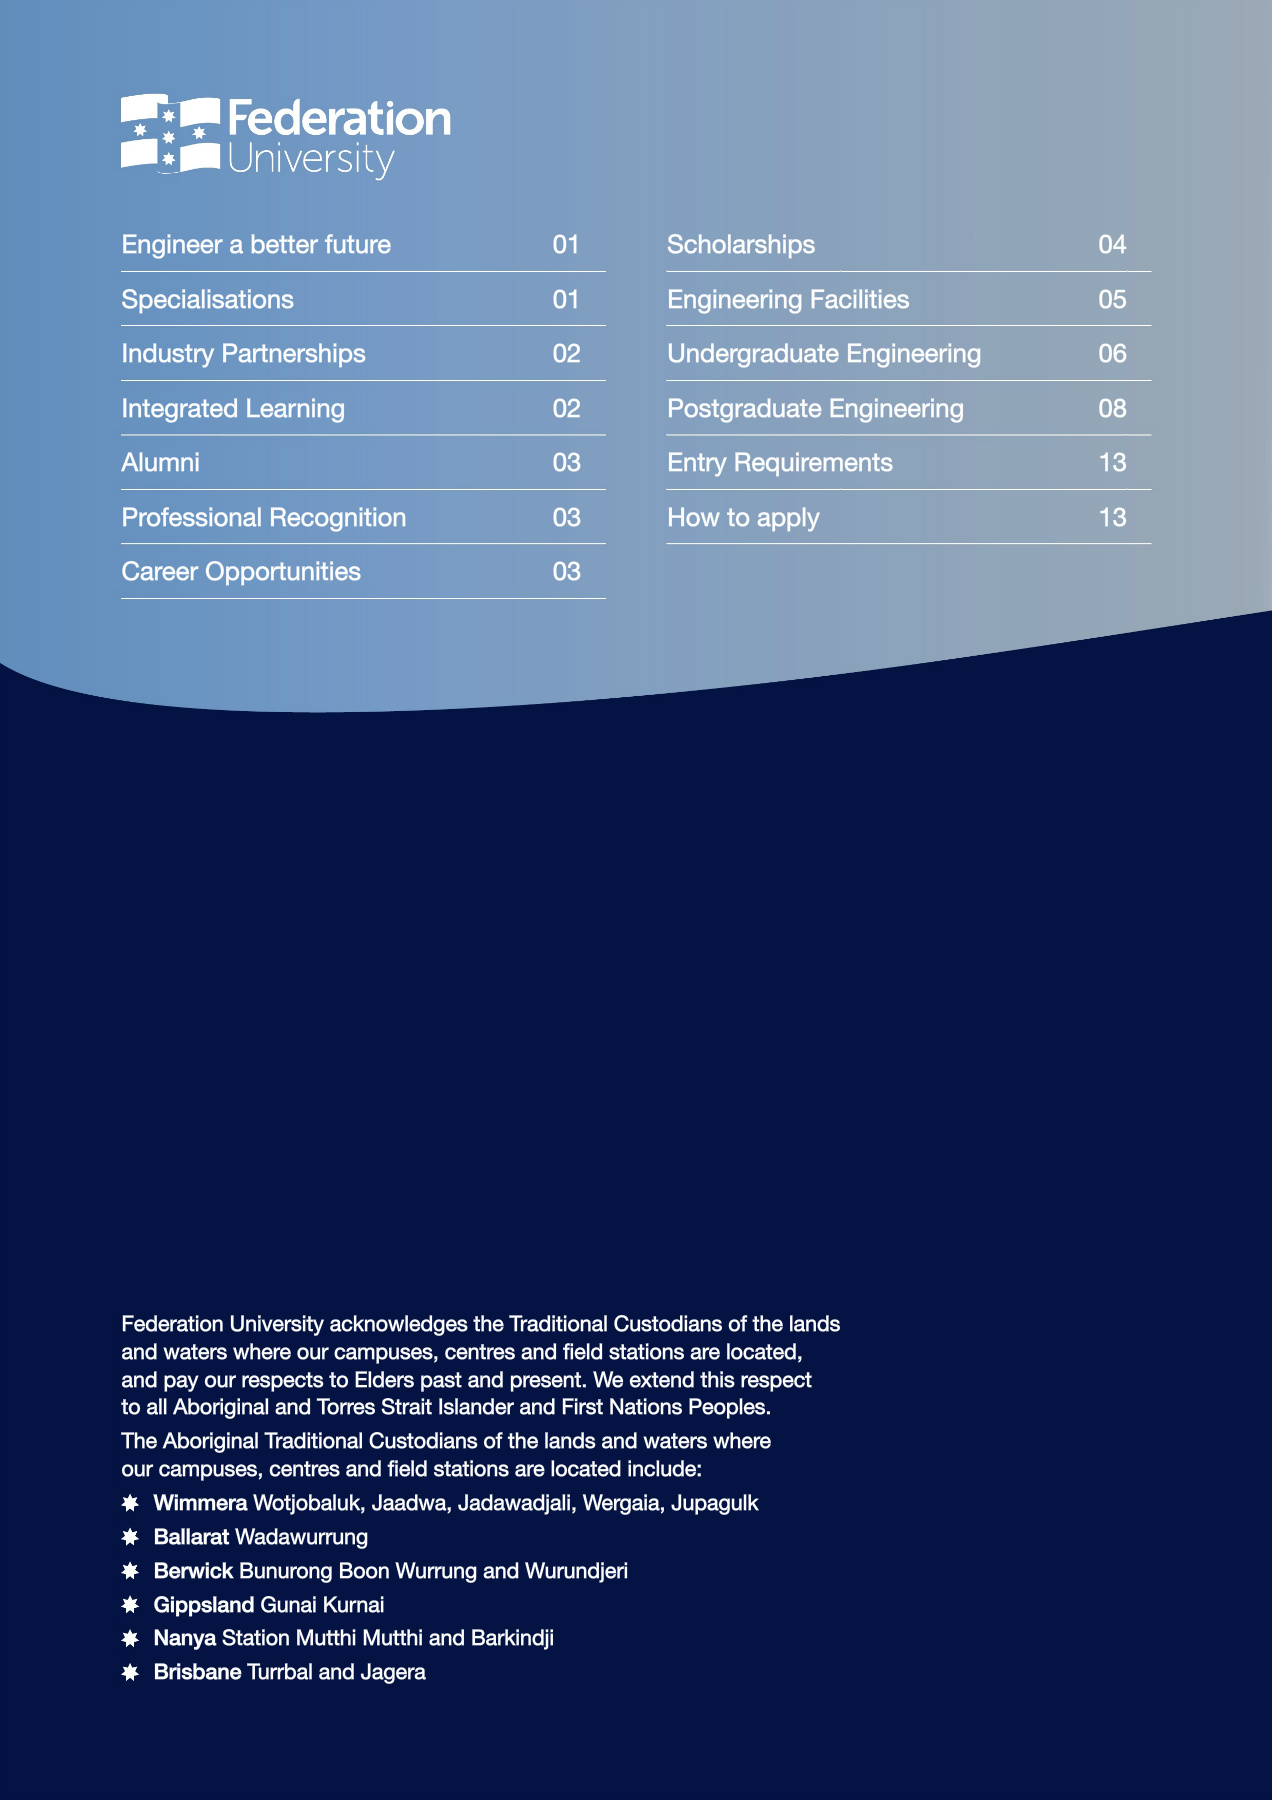 Federation
University
Engineer a better future 01
Specialisations 01
Industry Partnerships 02
Integrated Learning 02
Alumni 03
Professional Recognition 03
Career Opportunities 03
Scholarships 04
Engineering Facilities 05
Undergraduate Engineering 06
Postgraduate Engineering 08
Entry Requirements 13
How to apply 13
Federation University acknowledges the Traditional Custodians of the lands
and waters where our campuses, centres and field stations are located,
and pay our respects to Elders past and present. We extend this respect
to all Aboriginal and Torres Strait Islander and First Nations Peoples.
The Aboriginal Traditional Custodians of the lands and waters where
our campuses, centres and field stations are located include:
Wimmera Wotjobaluk, Jaadwa, Jadawadjali, Wergaia, Jupagulk
Ballarat Wadawurrung
Berwick Bunurong Boon Wurrung and Wurundjeri
Gippsland Gunai Kurnai
Nanya Station Mutthi Mutthi and Barkindji
Brisbane Turrbal and Jagera